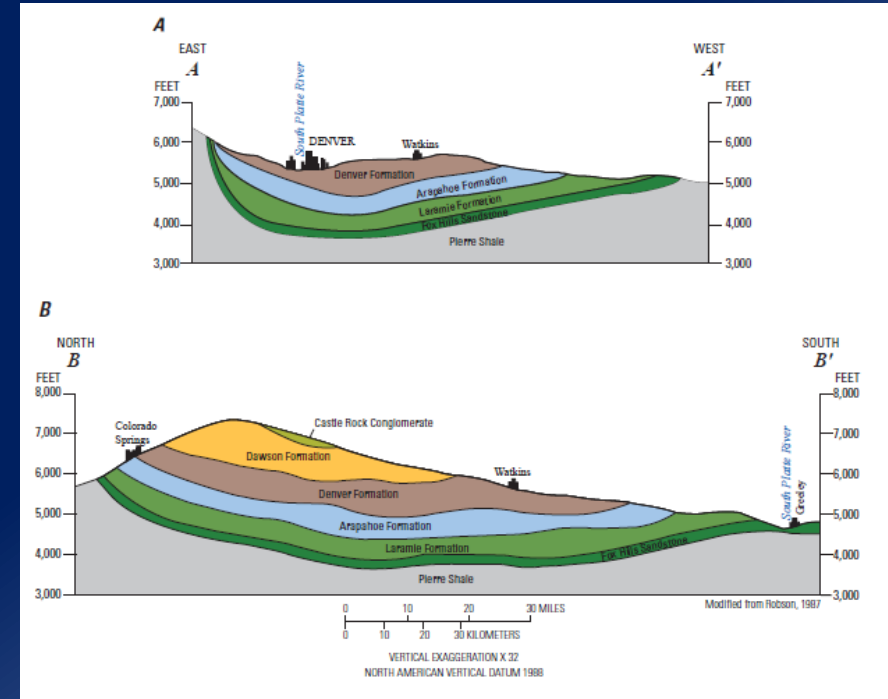 A
EAST
WEST
A
A'
FEET
FEET
7,000
7,000
South Platte River
6,000
6,000
DENVER
Watkins
Denver Formation
5,000
5,000
Arapahoe Formation
Laramie Formation
4,000
4,000
Fox Hills Sandstone
Pierre Shale
3,000
3,000
B
NORTH
SOUTH
B
B'
FEET
FEET
8,000
8,000
Castle Rock Conglomerate
Colorado
Springs
7,000
7,000
Dawson Formation
Watkins
South Platte River
Greeley
6,000
6,000
Denver Formation
5,000
5,000
Arapahoe Formation
Laramie Formation
Fox Hills Sandstone
4,000
4,000
Pierre Shale
3,000
3,000
Modified from Robson, 1987
0 10 20 30 MILES
0 10 20 30 KILOMETERS
VERTICAL EXAGGERATION X 32
NORTH AMERICAN VERTICAL DATUM 1988